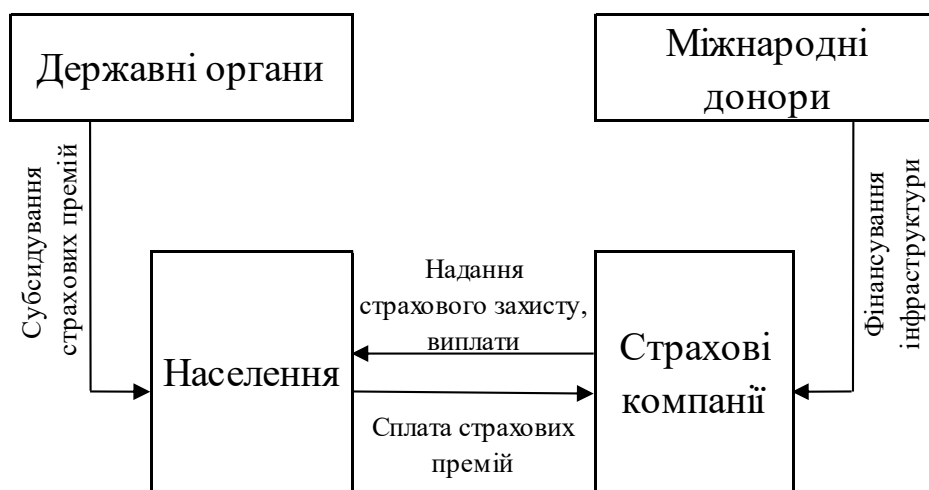 Державні органи
Міжнародні
донори
Субсидування
страхових премій
Фінансування
інфраструктури
Надання
страхового захисту,
виплати
Населення
Страхові
компанії
Сплата страхових
премій